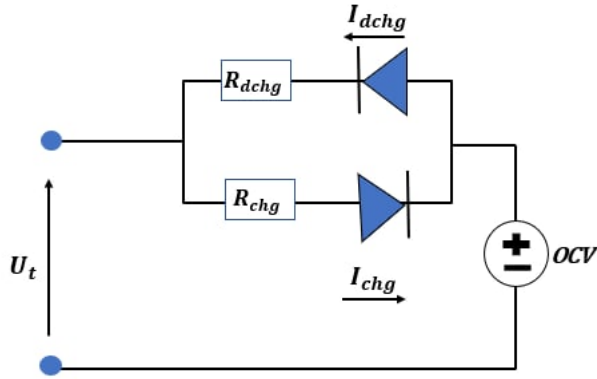 I_dchg
R_dchg
R_chg
U_t
+
−
OCV
I_chg